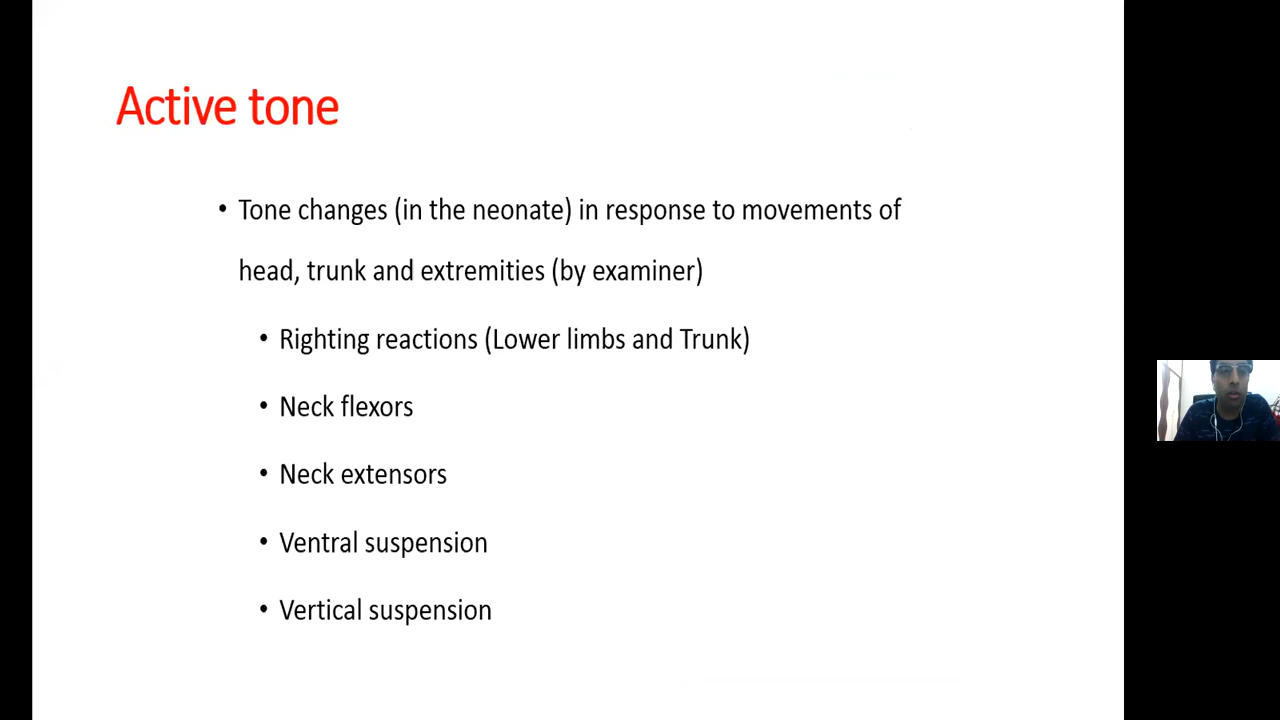 Active tone
• Tone changes (in the neonate) in response to movements of
head, trunk and extremities (by examiner)
• Righting reactions (Lower limbs and Trunk)
• Neck flexors
• Neck extensors
• Ventral suspension
• Vertical suspension